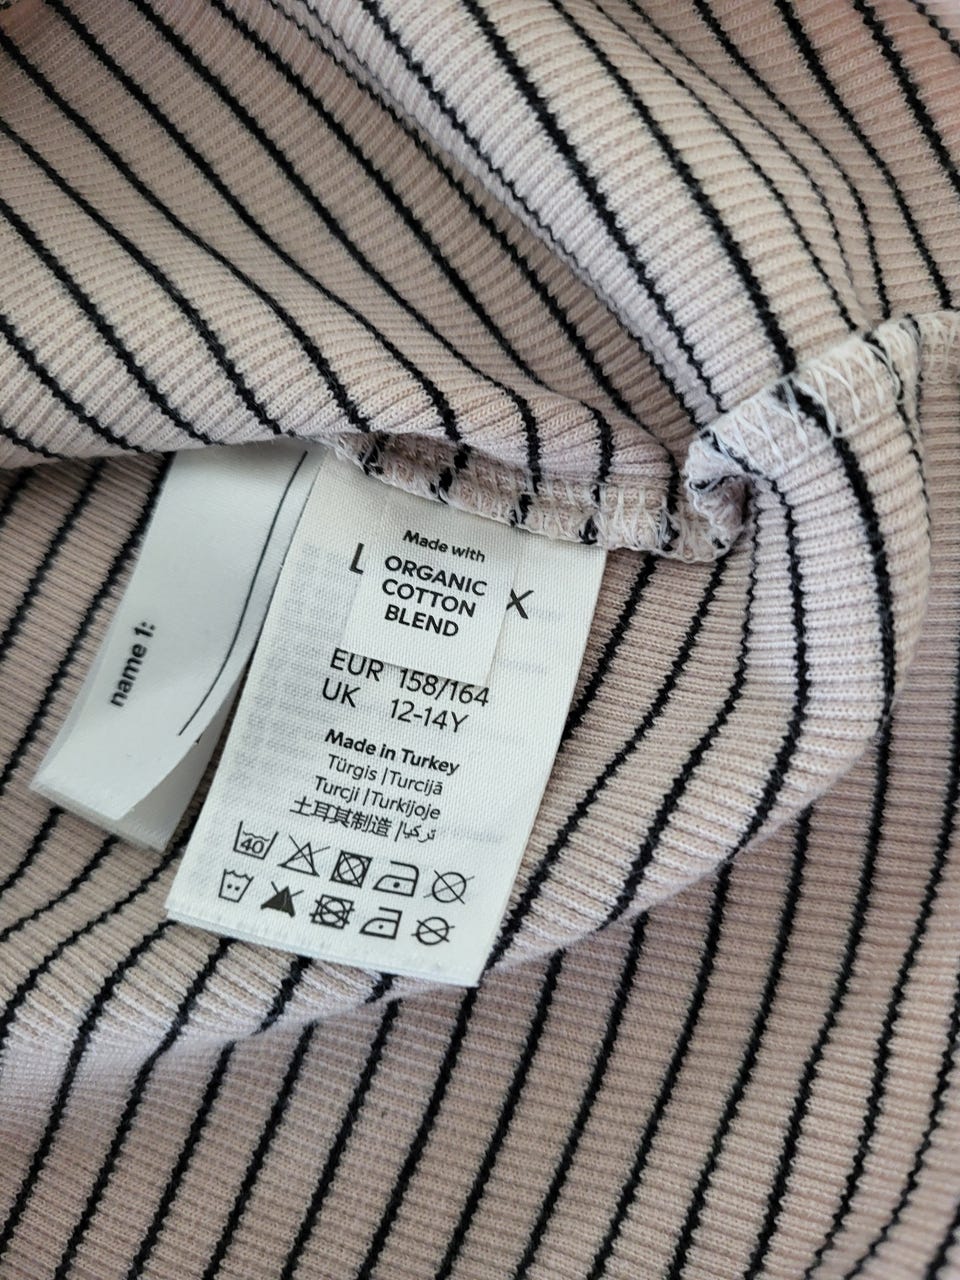 name 1:
Made with
ORGANIC
COTTON
BLEND
L
X
EUR 158/164
UK 12-14Y
Made in Turkey
Türgis | Turcijā
Turcji | Turkijoje
土耳其制造 | تركيا
40